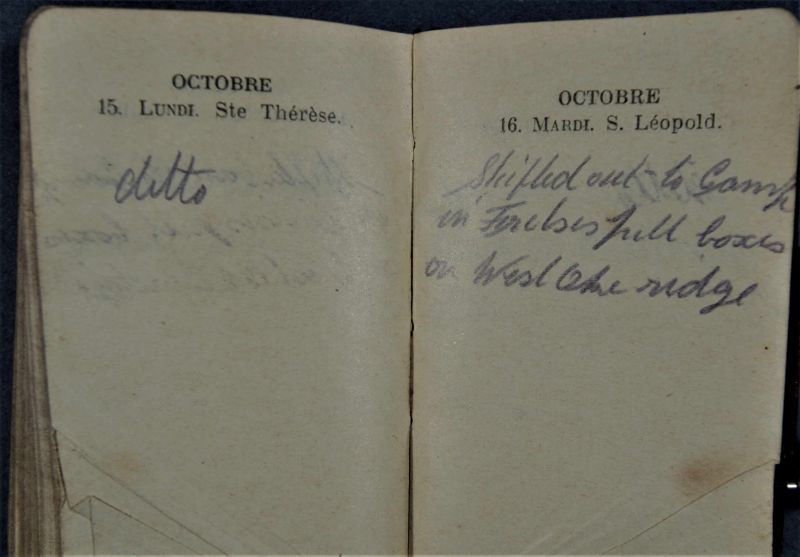 OCTOBRE
15. LUNDI. Ste Thérèse.
ditto
OCTOBRE
16. MARDI. S. Léopold.
Shifted out to Camp
in pill boxes
on West ridge